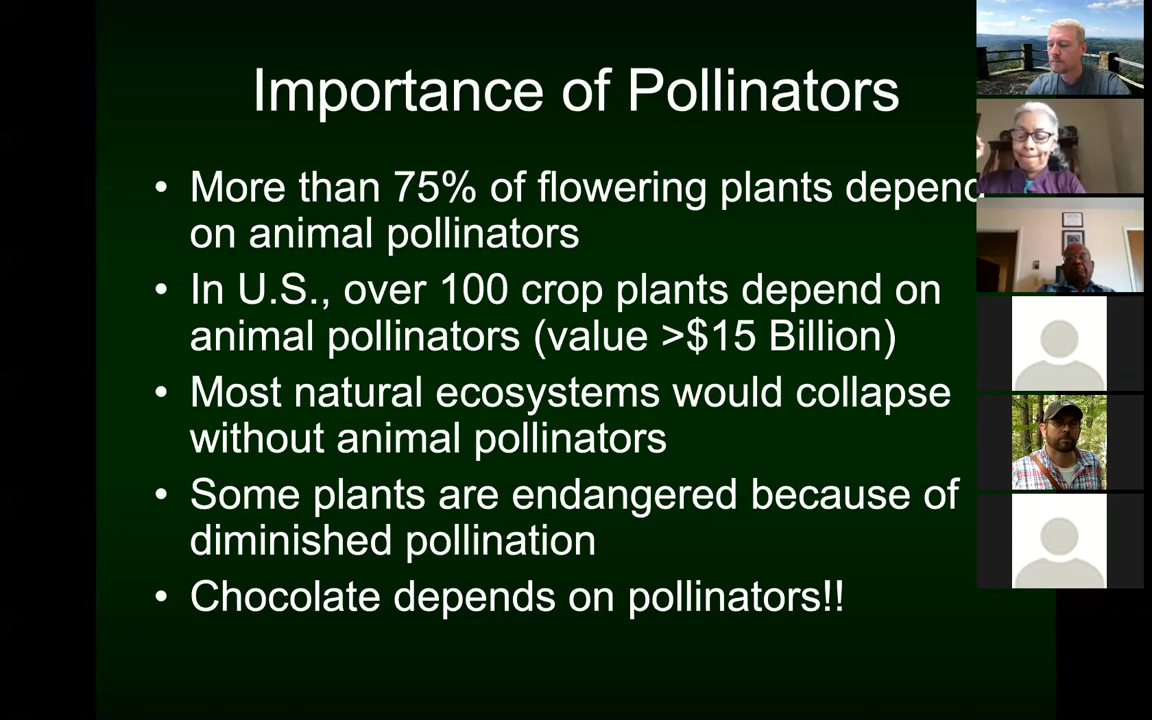 Importance of Pollinators
• More than 75% of flowering plants depend
on animal pollinators
• In U.S., over 100 crop plants depend on
animal pollinators (value >$15 Billion)
• Most natural ecosystems would collapse
without animal pollinators
• Some plants are endangered because of
diminished pollination
• Chocolate depends on pollinators!!